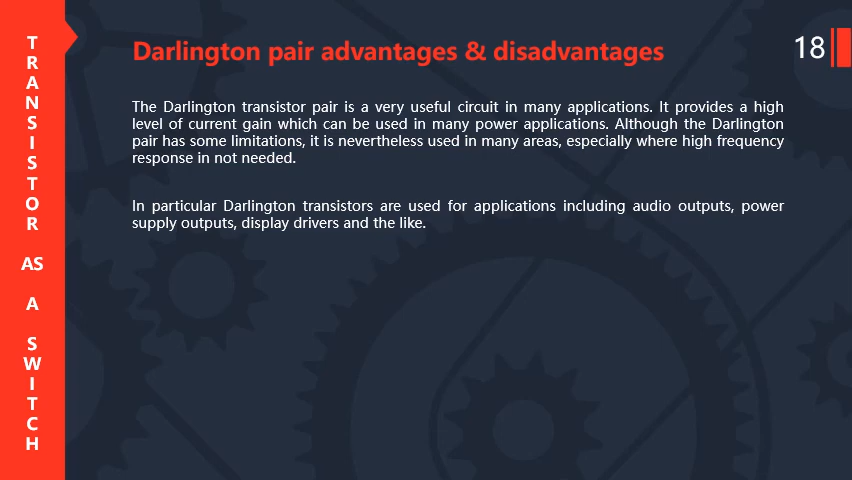 TRANSISTOR AS A SWITCH
Darlington pair advantages & disadvantages
18
The Darlington transistor pair is a very useful circuit in many applications. It provides a high
level of current gain which can be used in many power applications. Although the Darlington
pair has some limitations, it is nevertheless used in many areas, especially where high frequency
response in not needed.
In particular Darlington transistors are used for applications including audio outputs, power
supply outputs, display drivers and the like.